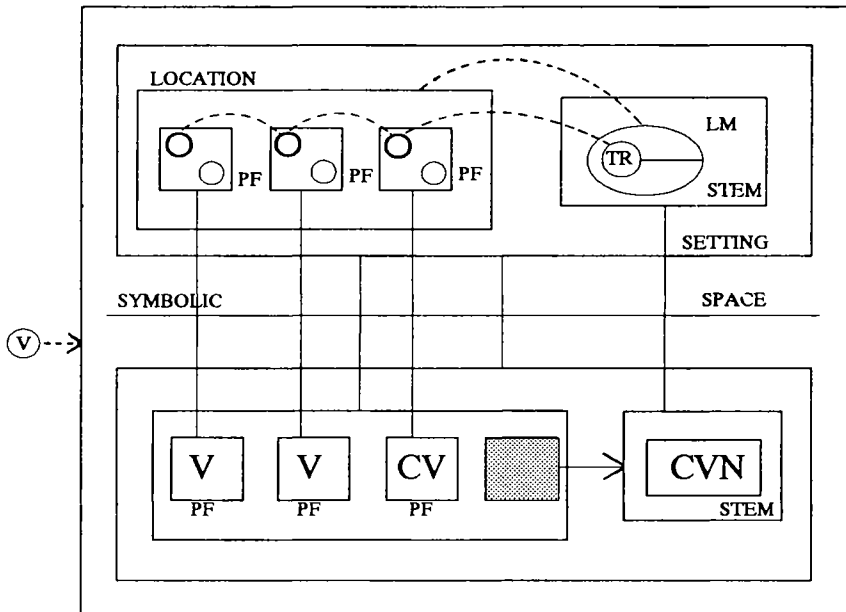 LOCATION
LM
TR
PF PF PF
STEM
SETTING
SYMBOLIC SPACE
V
V V CV CVN
PF PF PF STEM